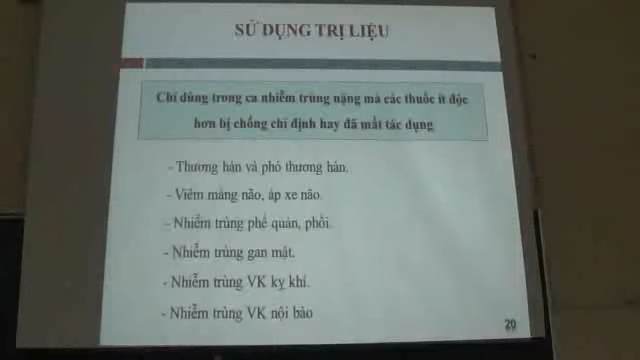 SỬ DỤNG TRỊ LIỆU
Chỉ dùng trong ca nhiễm trùng nặng mà các thuốc ít độc
hơn bị chống chỉ định hay đã mất tác dụng
- Thương hàn và phó thương hàn.
- Viêm màng não, áp xe não.
- Nhiễm trùng phế quản, phổi.
- Nhiễm trùng gan mật.
- Nhiễm trùng VK kỵ khí.
- Nhiễm trùng VK nội bào
20